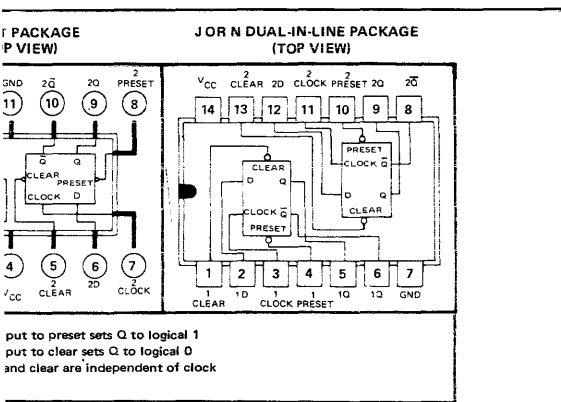 T PACKAGE
P VIEW)
J OR N DUAL-IN-LINE PACKAGE
(TOP VIEW)
GND 2Q̅ 2Q 2 PRESET
11 10 9 8
Q̅ Q
CLEAR PRESET
CLOCK D
4 5 6 7
VCC 2 CLEAR 2D 2 CLOCK
VCC 2 CLEAR 2D 2 CLOCK 2 PRESET 2Q 2Q̅
14 13 12 11 10 9 8
PRESET
CLOCK Q̅
D Q
CLEAR
CLEAR
D Q
CLOCK Q̅
PRESET
1 2 3 4 5 6 7
1 CLEAR 1D 1 CLOCK 1 PRESET 1Q 1Q̅ GND
put to preset sets Q to logical 1
put to clear sets Q to logical 0
and clear are independent of clock